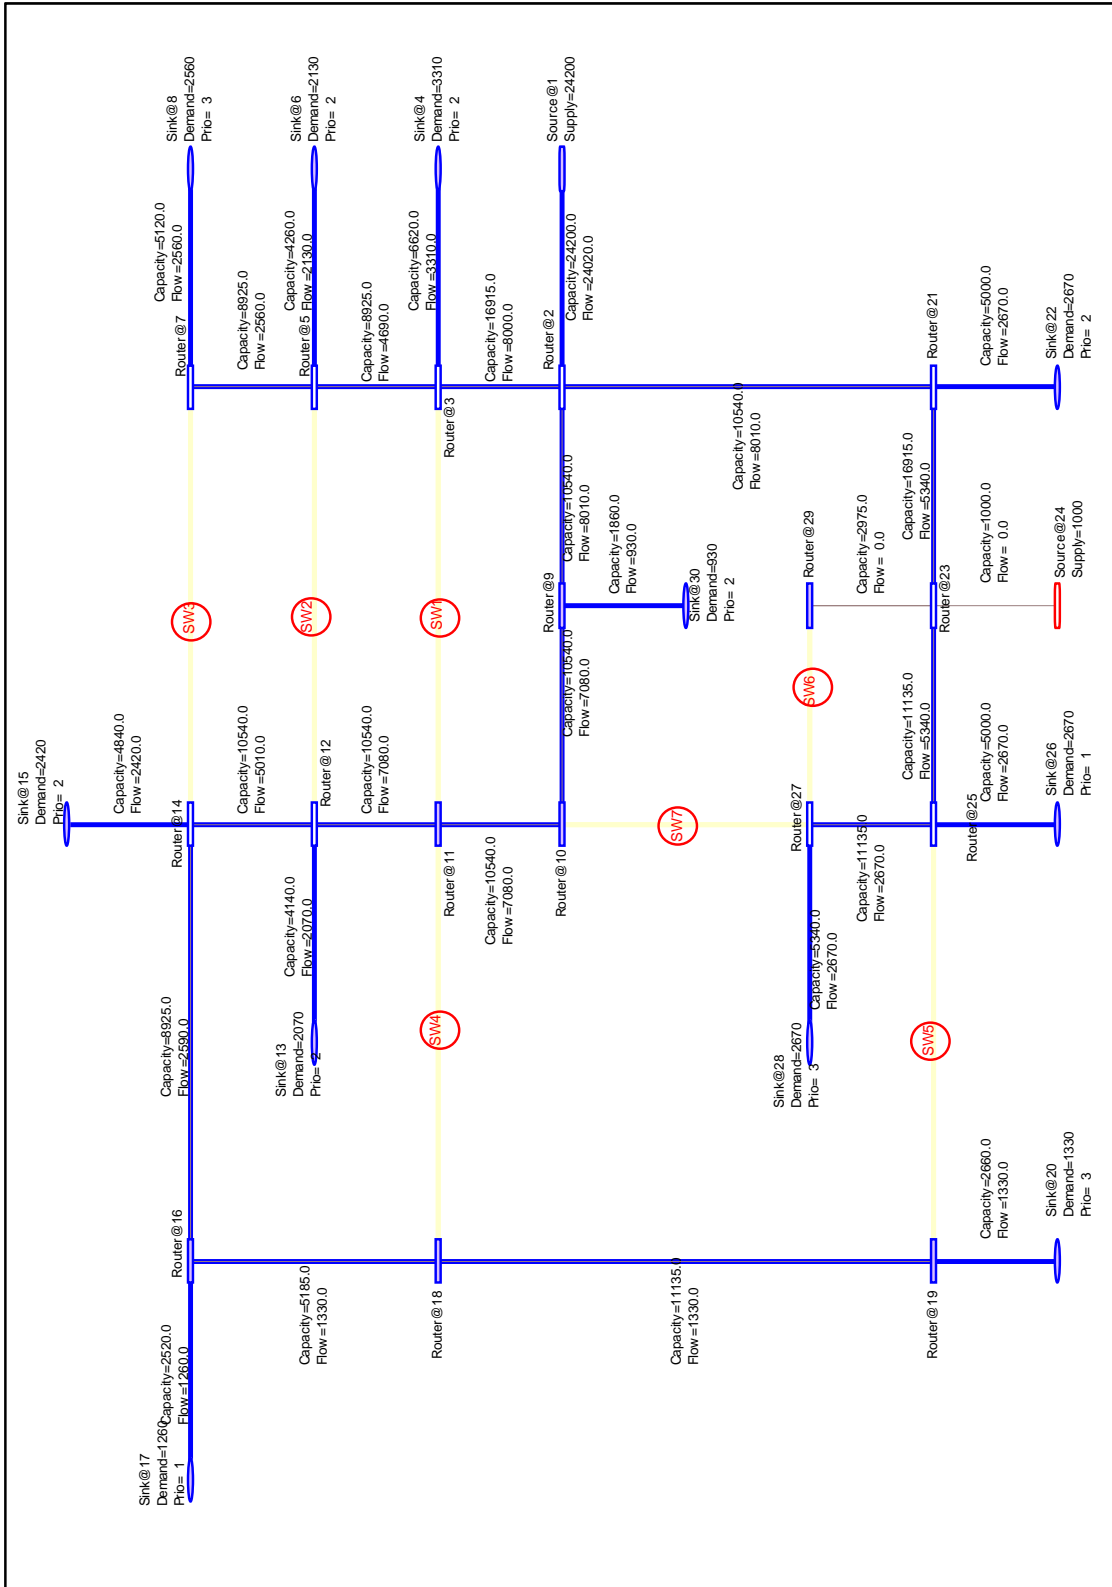 Sink@8
Demand=2560
Prio= 3
Sink@6
Demand=2130
Prio= 2
Sink@4
Demand=3310
Prio= 2
Source@1
Supply=24200
Capacity=5120.0
Flow=2560.0
Capacity=4260.0
Flow=2130.0
Capacity=6620.0
Flow=3310.0
Capacity=24200.0
Flow=24020.0
Router@7
Capacity=8925.0
Flow=2560.0
Router@5
Capacity=8925.0
Flow=4690.0
Router@3
Capacity=16915.0
Flow=8000.0
Router@2
Capacity=10540.0
Flow=8010.0
Router@21
Capacity=5000.0
Flow=2670.0
Sink@22
Demand=2670
Prio= 2
SW3
SW2
SW1
Capacity=10540.0
Flow=8010.0
Router@9
Capacity=1860.0
Flow=930.0
Sink@30
Demand=930
Prio= 2
Capacity=10540.0
Flow=7080.0
Router@29
Capacity=2975.0
Flow= 0.0
Capacity=16915.0
Flow=5340.0
Router@23
Capacity=1000.0
Flow= 0.0
Source@24
Supply=1000
SW6
Sink@15
Demand=2420
Prio= 2
Capacity=4840.0
Flow=2420.0
Router@14
Capacity=10540.0
Flow=5010.0
Router@12
Capacity=10540.0
Flow=7080.0
Router@11
Capacity=10540.0
Flow=7080.0
Router@10
SW7
Router@27
Capacity=11135.0
Flow=2670.0
Capacity=11135.0
Flow=5340.0
Router@25
Capacity=5000.0
Flow=2670.0
Sink@26
Demand=2670
Prio= 1
Capacity=8925.0
Flow=2590.0
Capacity=4140.0
Flow=2070.0
Sink@13
Demand=2070
Prio= 2
SW4
Capacity=5340.0
Flow=2670.0
Sink@28
Demand=2670
Prio= 3
SW5
Router@16
Capacity=5185.0
Flow=1330.0
Router@18
Capacity=11135.0
Flow=1330.0
Router@19
Capacity=2660.0
Flow=1330.0
Sink@20
Demand=1330
Prio= 3
Capacity=2520.0
Flow=1260.0
Sink@17
Demand=1260
Prio= 1